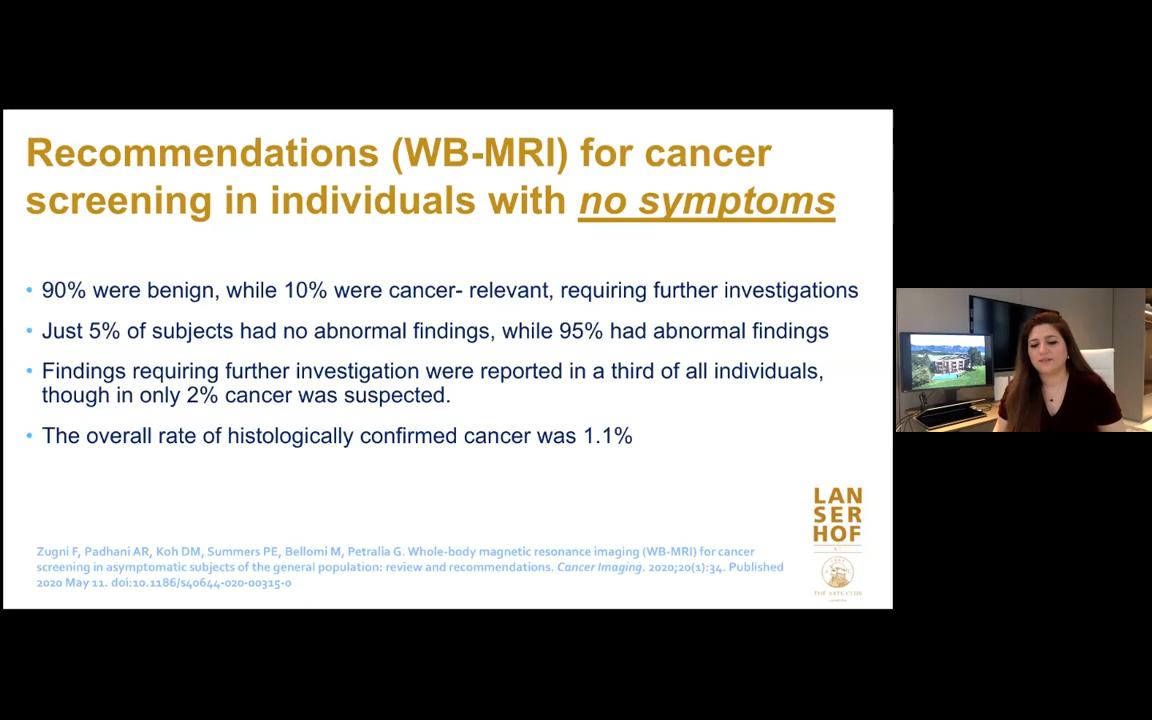 Recommendations (WB-MRI) for cancer
screening in individuals with no symptoms
• 90% were benign, while 10% were cancer- relevant, requiring further investigations
• Just 5% of subjects had no abnormal findings, while 95% had abnormal findings
• Findings requiring further investigation were reported in a third of all individuals,
though in only 2% cancer was suspected.
• The overall rate of histologically confirmed cancer was 1.1%
Zugni F, Padhani AR, Koh DM, Summers PE, Bellomi M, Petralia G. Whole-body magnetic resonance imaging (WB-MRI) for cancer
screening in asymptomatic subjects of the general population: review and recommendations. Cancer Imaging. 2020;20(1):34. Published
2020 May 11. doi:10.1186/s40644-020-00315-0
LAN
SER
HOF
AT
THE ARTS CLUB